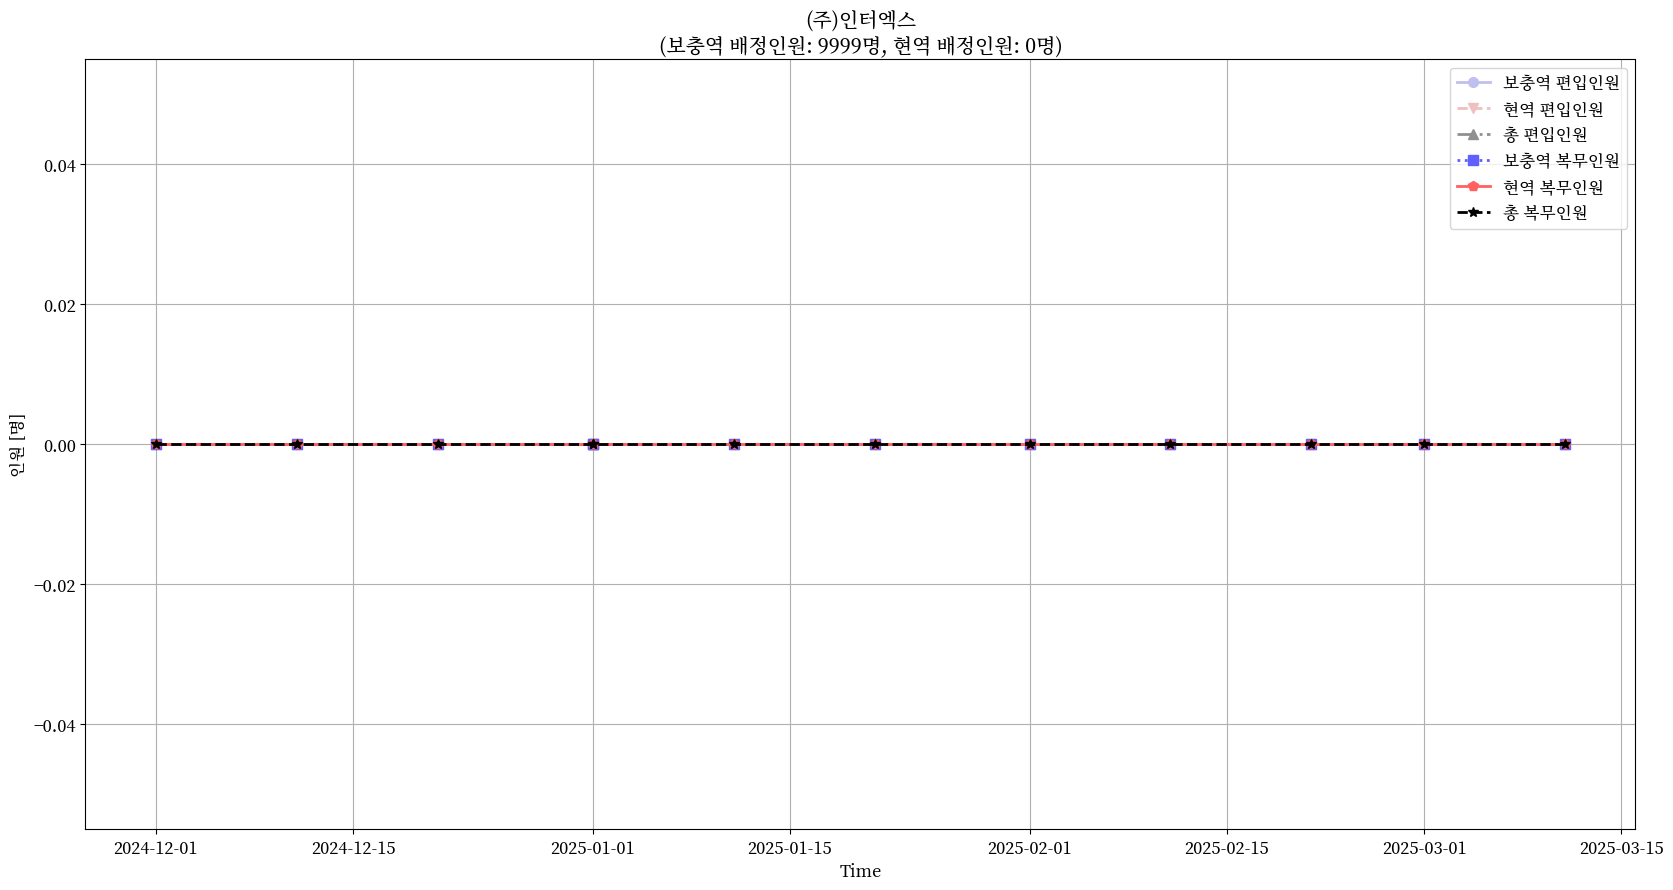 (주)인터엑스
(보충역 배정인원: 9999명, 현역 배정인원: 0명)
보충역 편입인원
현역 편입인원
총 편입인원
보충역 복무인원
현역 복무인원
총 복무인원
인원 [명]
0.04
0.02
0.00
−0.02
−0.04
2024-12-01
2024-12-15
2025-01-01
2025-01-15
2025-02-01
2025-02-15
2025-03-01
2025-03-15
Time